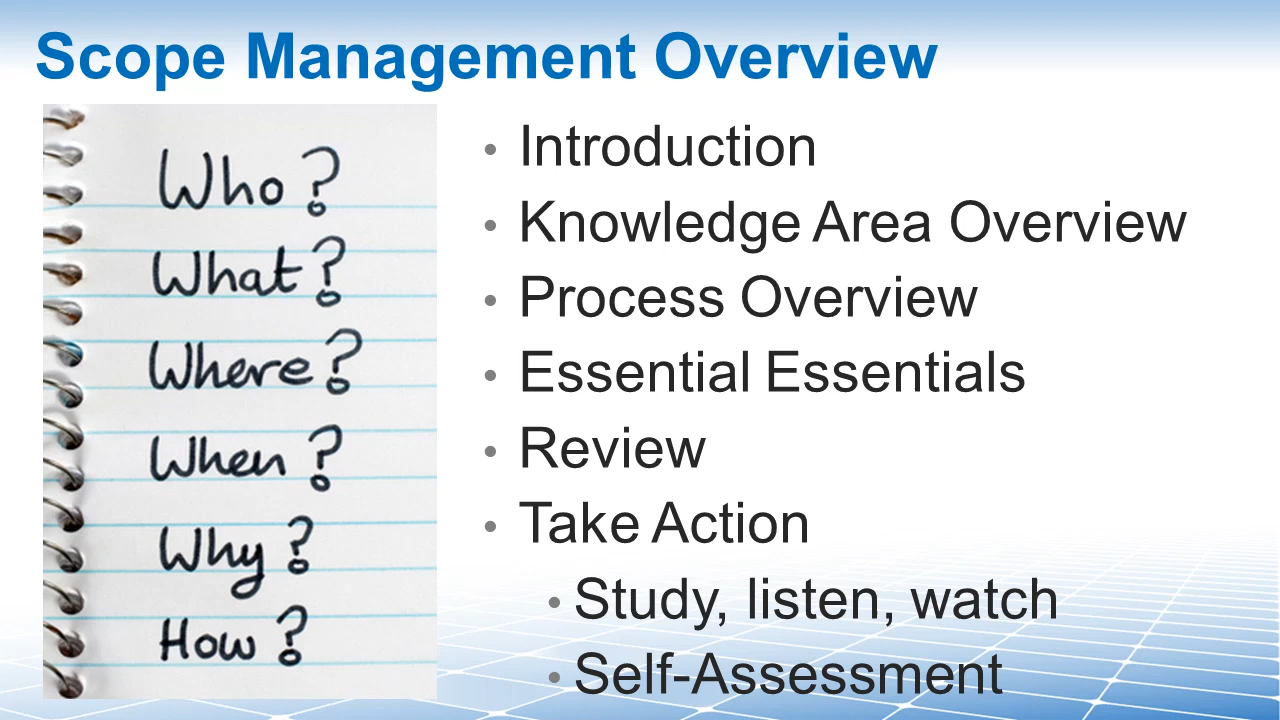 Scope Management Overview
Who?
What?
Where?
When?
Why?
How?
• Introduction
• Knowledge Area Overview
• Process Overview
• Essential Essentials
• Review
• Take Action
• Study, listen, watch
• Self-Assessment